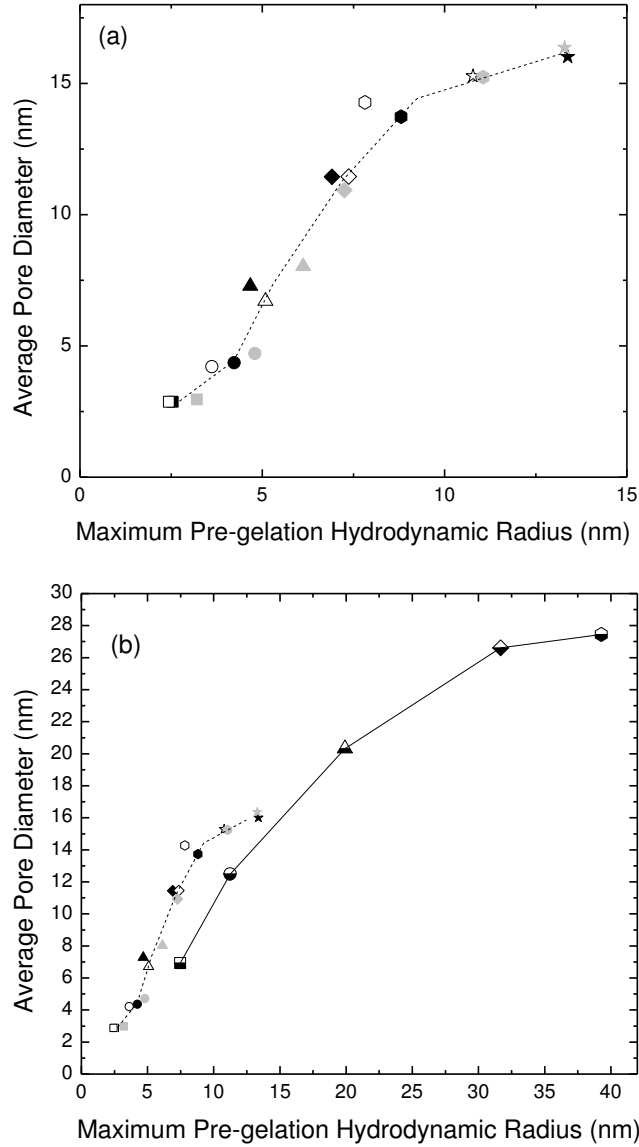 (a)
15
10
5
0
Average Pore Diameter (nm)
0 5 10 15
Maximum Pre-gelation Hydrodynamic Radius (nm)
30
28
26
24
22
20
18
16
14
12
10
8
6
4
2
0
(b)
Average Pore Diameter (nm)
0 5 10 15 20 25 30 35 40
Maximum Pre-gelation Hydrodynamic Radius (nm)